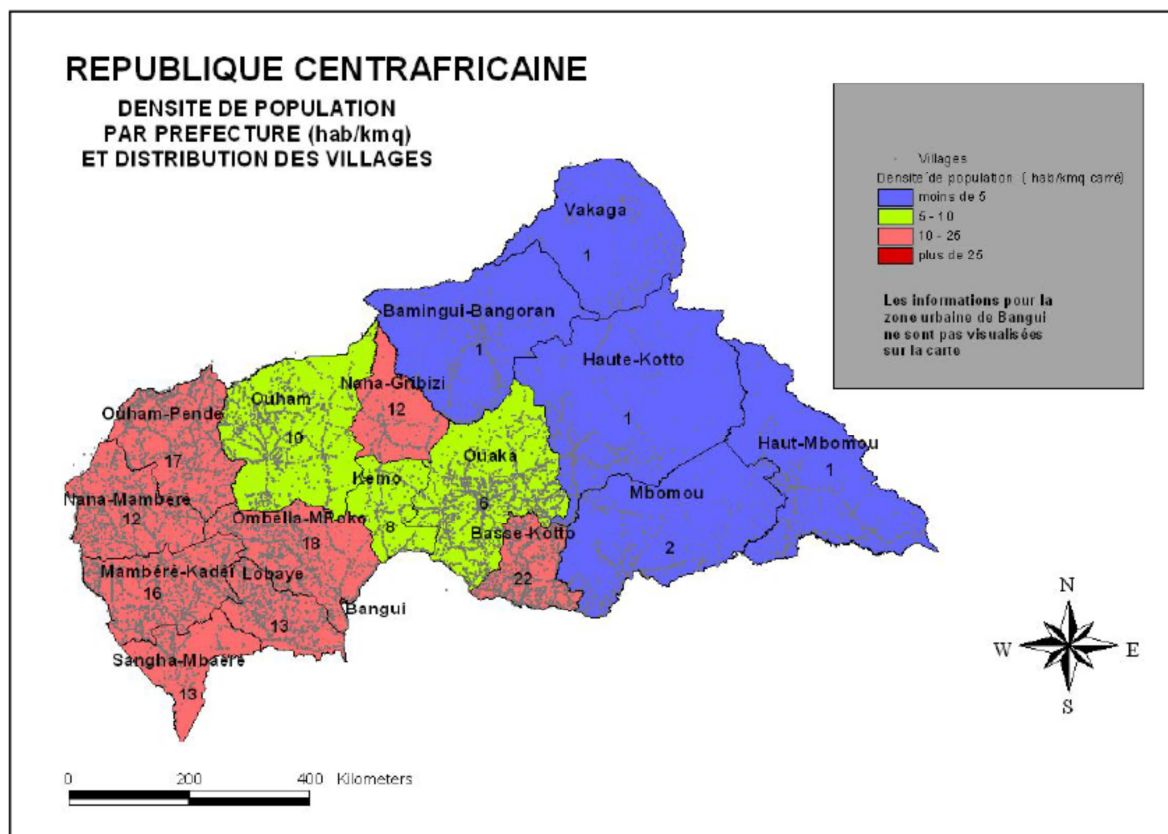 REPUBLIQUE CENTRAFRICAINE
DENSITE DE POPULATION
PAR PREFECTURE (hab/kmq)
ET DISTRIBUTION DES VILLAGES
Villages
Densite de population ( hab/kmq carré)
moins de 5
5 - 10
10 - 25
plus de 25
Les informations pour la
zone urbaine de Bangui
ne sont pas visualisées
sur la carte
Vakaga
1
Bamingui-Bangoran
1
Haute-Kotto
1
Nana-Gribizi
12
Ouham
10
Ouham-Pende
17
Ouaka
6
Haut-Mbomou
1
Kemo
8
Mbomou
2
Nana-Mambere
12
Ombella-MPoko
18
Basse-Kotto
22
Mambéré-Kadéï
16
Lobaye
13
Bangui
Sangha-Mbaéré
13
N
W E
S
0 200 400 Kilometers